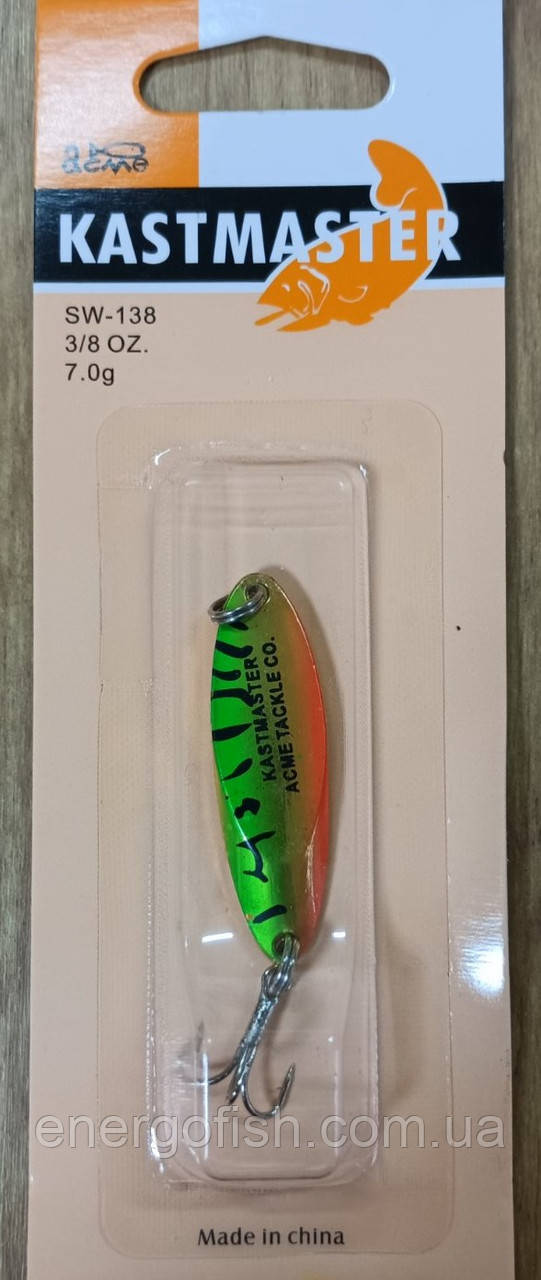 acme
KASTMASTER
SW-138
3/8 OZ.
7.0g
KASTMASTER
ACME TACKLE CO.
energofish.com.ua
Made in china